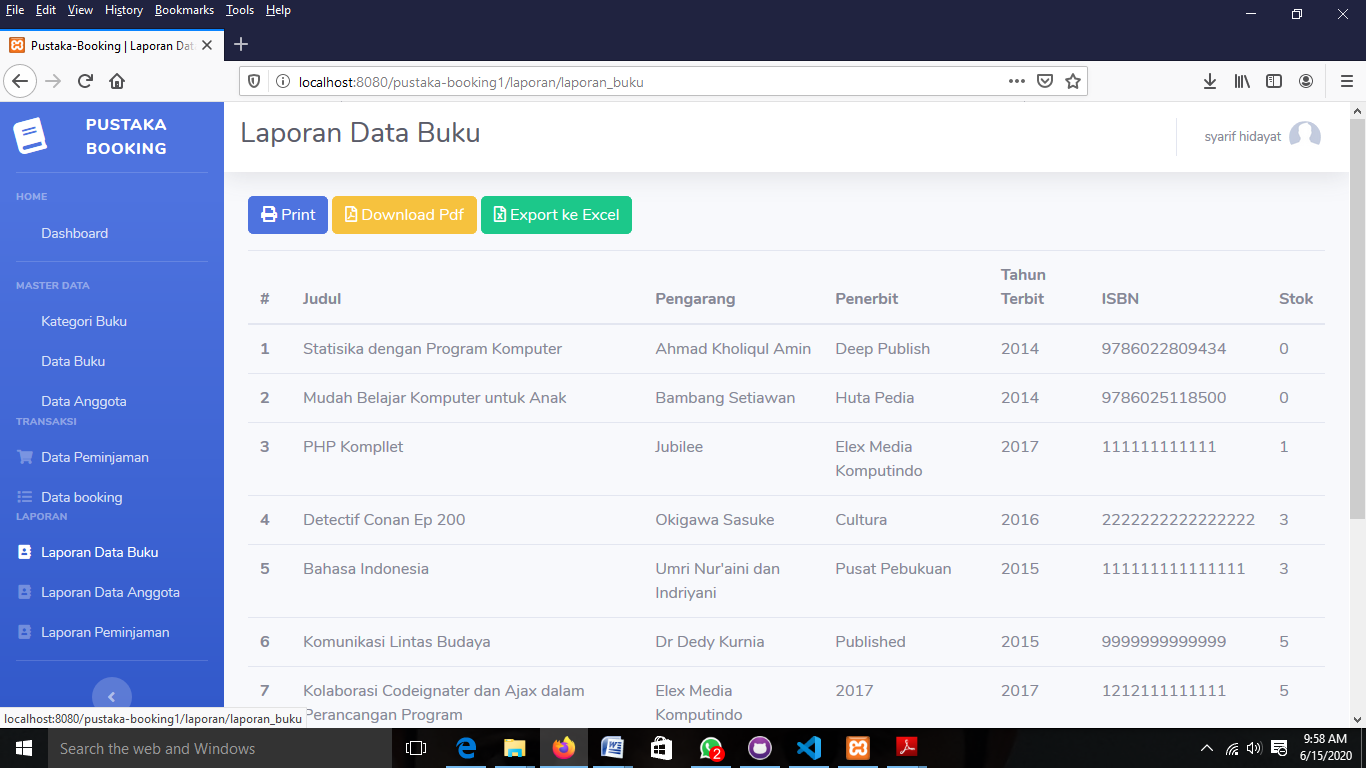 File Edit View History Bookmarks Tools Help
Pustaka-Booking | Laporan Dat
localhost:8080/pustaka-booking1/laporan/laporan_buku
PUSTAKA
BOOKING
HOME
Dashboard
MASTER DATA
Kategori Buku
Data Buku
Data Anggota
TRANSAKSI
Data Peminjaman
Data booking
LAPORAN
Laporan Data Buku
Laporan Data Anggota
Laporan Peminjaman
Laporan Data Buku
syarif hidayat
Print Download Pdf Export ke Excel
# Judul Pengarang Penerbit Tahun Terbit ISBN Stok
1 Statisika dengan Program Komputer Ahmad Kholiqul Amin Deep Publish 2014 9786022809434 0
2 Mudah Belajar Komputer untuk Anak Bambang Setiawan Huta Pedia 2014 9786025118500 0
3 PHP Kompllet Jubilee Elex Media Komputindo 2017 111111111111 1
4 Detectif Conan Ep 200 Okigawa Sasuke Cultura 2016 2222222222222222 3
5 Bahasa Indonesia Umri Nur'aini dan Indriyani Pusat Pebukuan 2015 111111111111111 3
6 Komunikasi Lintas Budaya Dr Dedy Kurnia Published 2015 9999999999999 5
7 Kolaborasi Codeignater dan Ajax dalam Perancangan Program Elex Media Komputindo 2017 2017 1212111111111 5
localhost:8080/pustaka-booking1/laporan/laporan_buku
Search the web and Windows
2
9:58 AM
6/15/2020